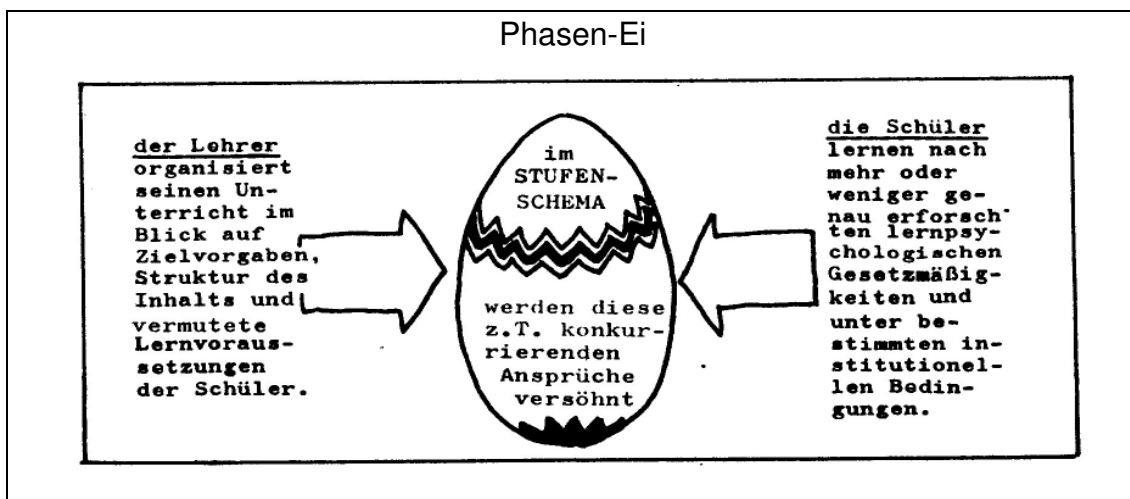 Phasen-Ei
der Lehrer
organisiert
seinen Un-
terricht im
Blick auf
Zielvorgaben,
Struktur des
Inhalts und
vermutete
Lernvoraus-
setzungen
der Schüler.
im
STUFEN-
SCHEMA
werden diese
z.T. konkur-
rierenden
Ansprüche
versöhnt
die Schüler
lernen nach
mehr oder
weniger ge-
nau erforsch-
ten lernpsy-
chologischen
Gesetzmäßig-
keiten und
unter be-
stimmten in-
stitutionel-
len Bedin-
gungen.